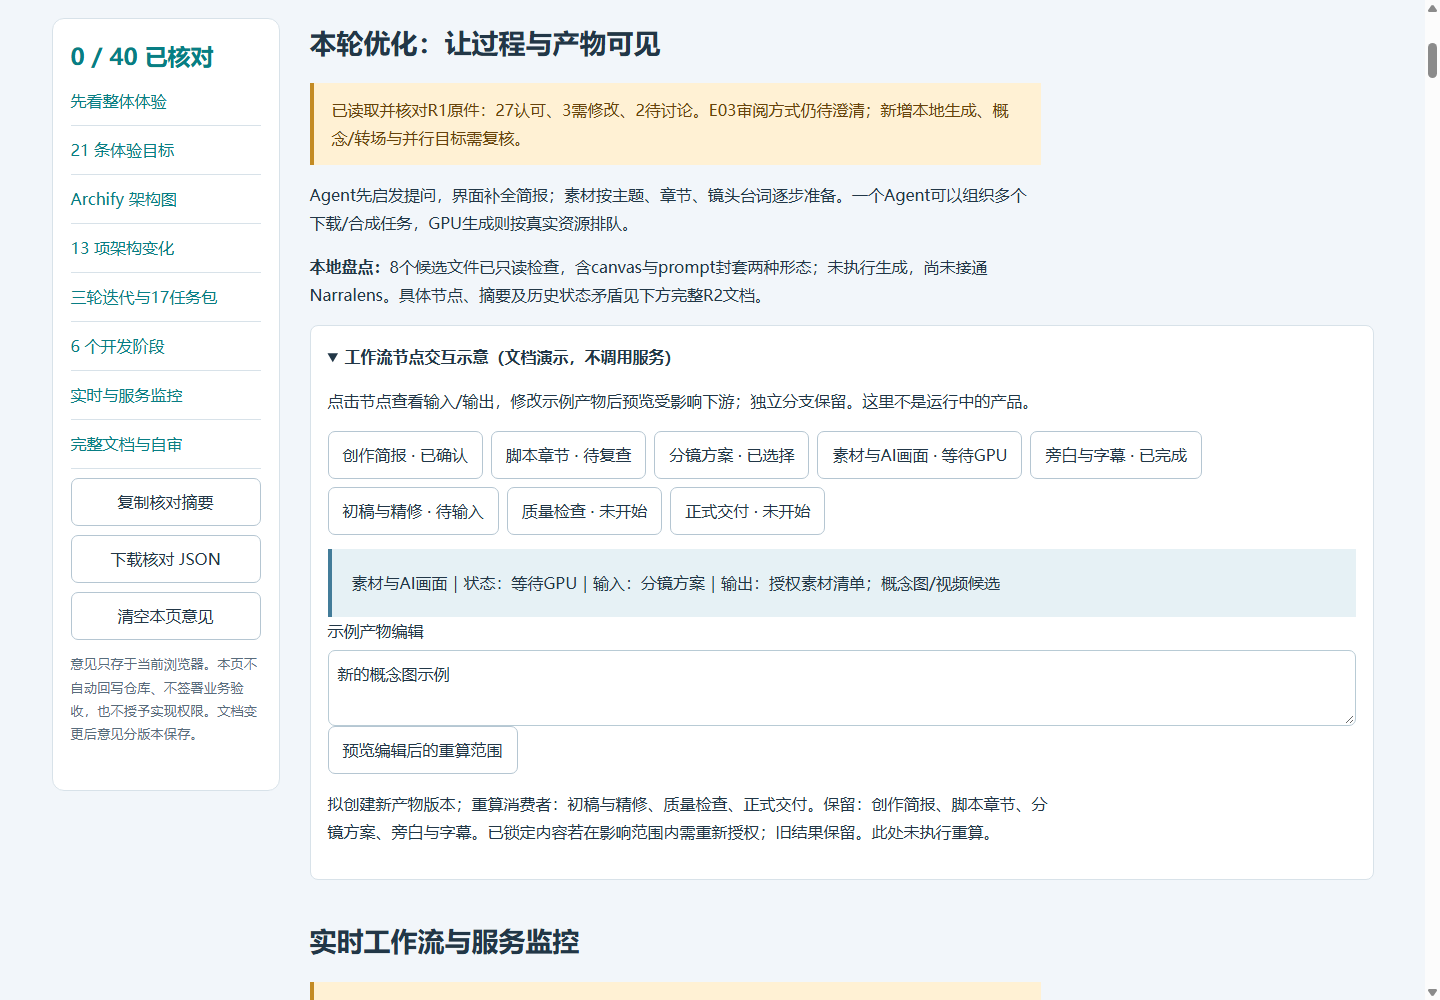 0 / 40 已核对
先看整体体验
21 条体验目标
Archify 架构图
13 项架构变化
三轮迭代与17任务包
6 个开发阶段
实时与服务监控
完整文档与自审
复制核对摘要
下载核对 JSON
清空本页意见
意见只存于当前浏览器。本页不
自动回写仓库、不签署业务验
收，也不授予实现权限。文档变
更后意见分版本保存。
本轮优化：让过程与产物可见
已读取并核对R1原件：27认可、3需修改、2待讨论。E03审阅方式仍待澄清；新增本地生成、概
念/转场与并行目标需复核。
Agent先启发提问，界面补全简报；素材按主题、章节、镜头台词逐步准备。一个Agent可以组织多个
下载/合成任务，GPU生成则按真实资源排队。
本地盘点：8个候选文件已只读检查，含canvas与prompt封套两种形态；未执行生成，尚未接通
Narralens。具体节点、摘要及历史状态矛盾见下方完整R2文档。
▼ 工作流节点交互示意（文档演示，不调用服务）
点击节点查看输入/输出，修改示例产物后预览受影响下游；独立分支保留。这里不是运行中的产品。
创作简报 · 已确认
脚本章节 · 待复查
分镜方案 · 已选择
素材与AI画面 · 等待GPU
旁白与字幕 · 已完成
初稿与精修 · 待输入
质量检查 · 未开始
正式交付 · 未开始
素材与AI画面 | 状态：等待GPU | 输入：分镜方案 | 输出：授权素材清单；概念图/视频候选
示例产物编辑
新的概念图示例
预览编辑后的重算范围
拟创建新产物版本；重算消费者：初稿与精修、质量检查、正式交付。保留：创作简报、脚本章节、分
镜方案、旁白与字幕。已锁定内容若在影响范围内需重新授权；旧结果保留。此处未执行重算。
实时工作流与服务监控